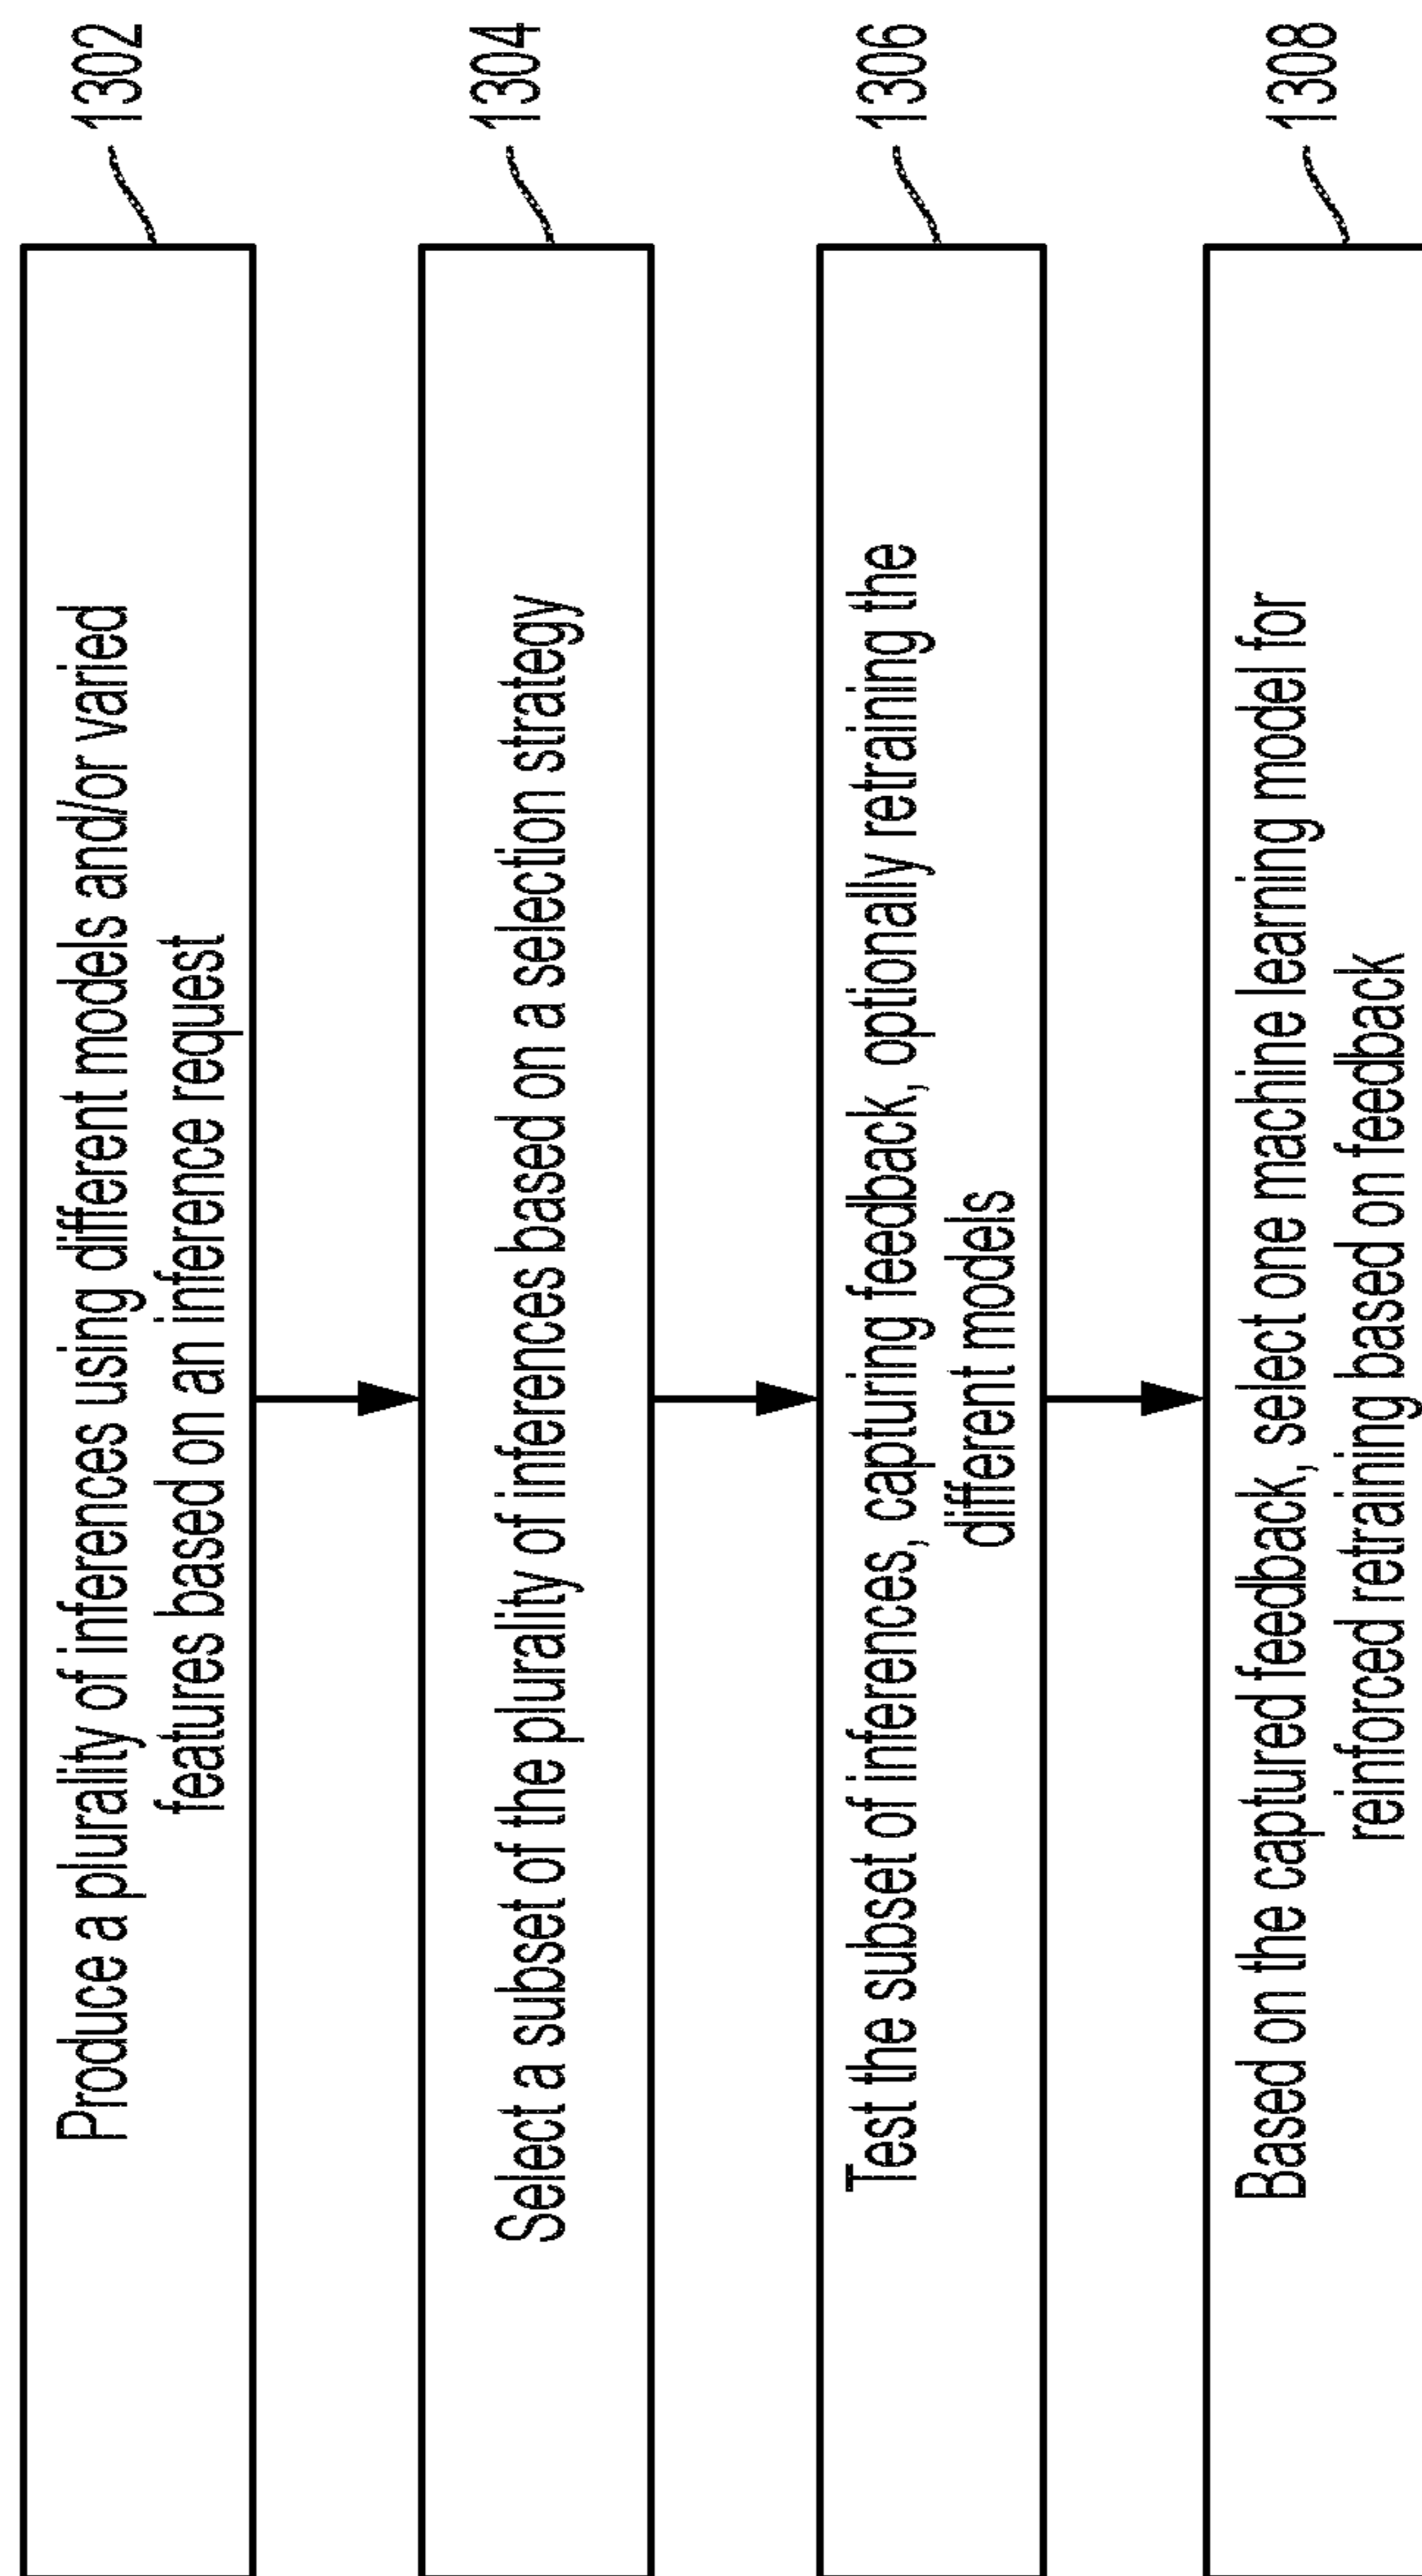 1302
Produce a plurality of inferences using different models and/or varied
features based on an inference request
1304
Select a subset of the plurality of inferences based on a selection strategy
1306
Test the subset of inferences, capturing feedback, optionally retraining the
different models
1308
Based on the captured feedback, select one machine learning model for
reinforced retraining based on feedback